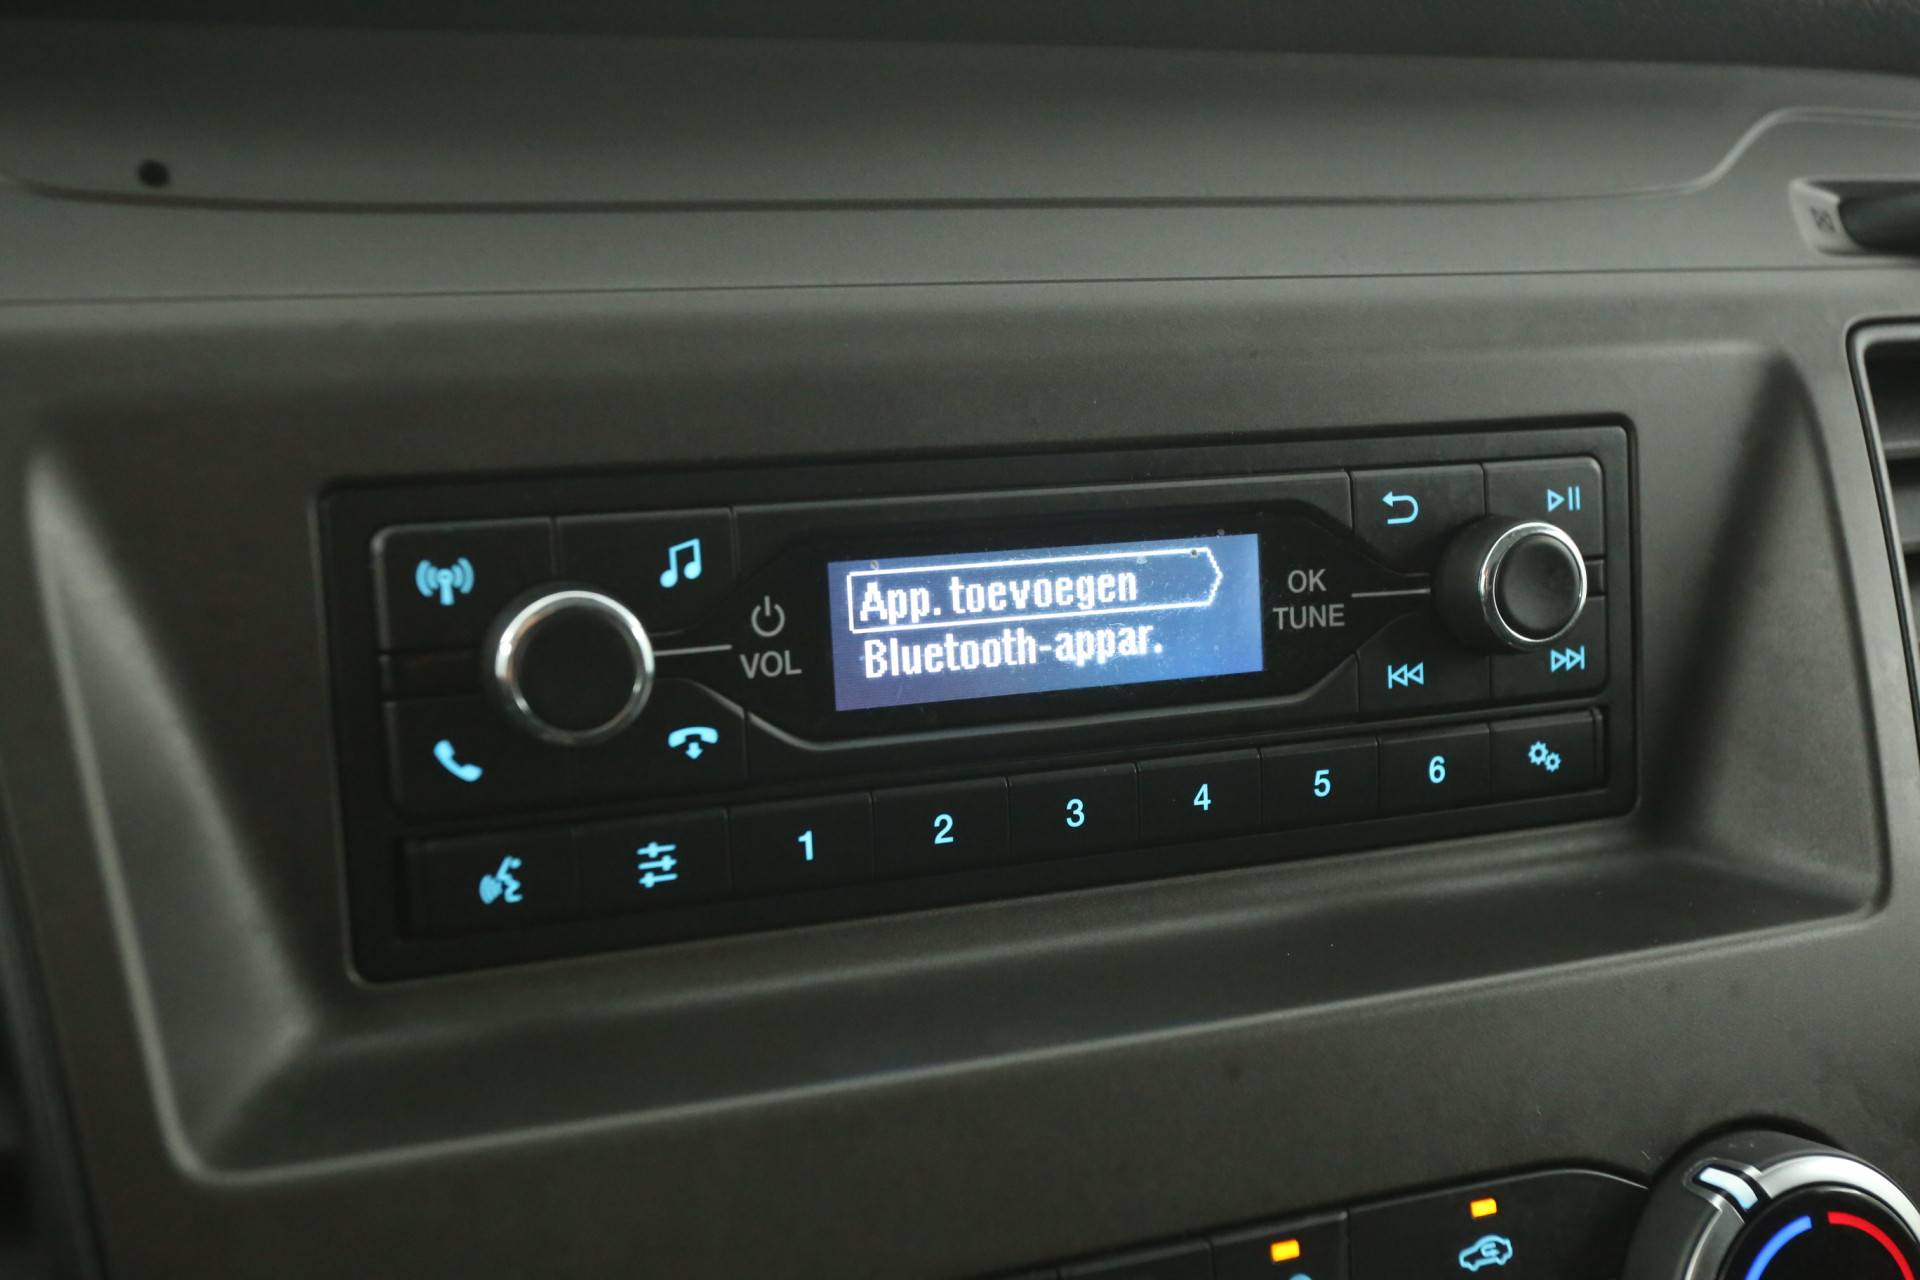 App. toevoegen
Bluetooth-appar.
VOL
OK
TUNE
1 2 3 4 5 6